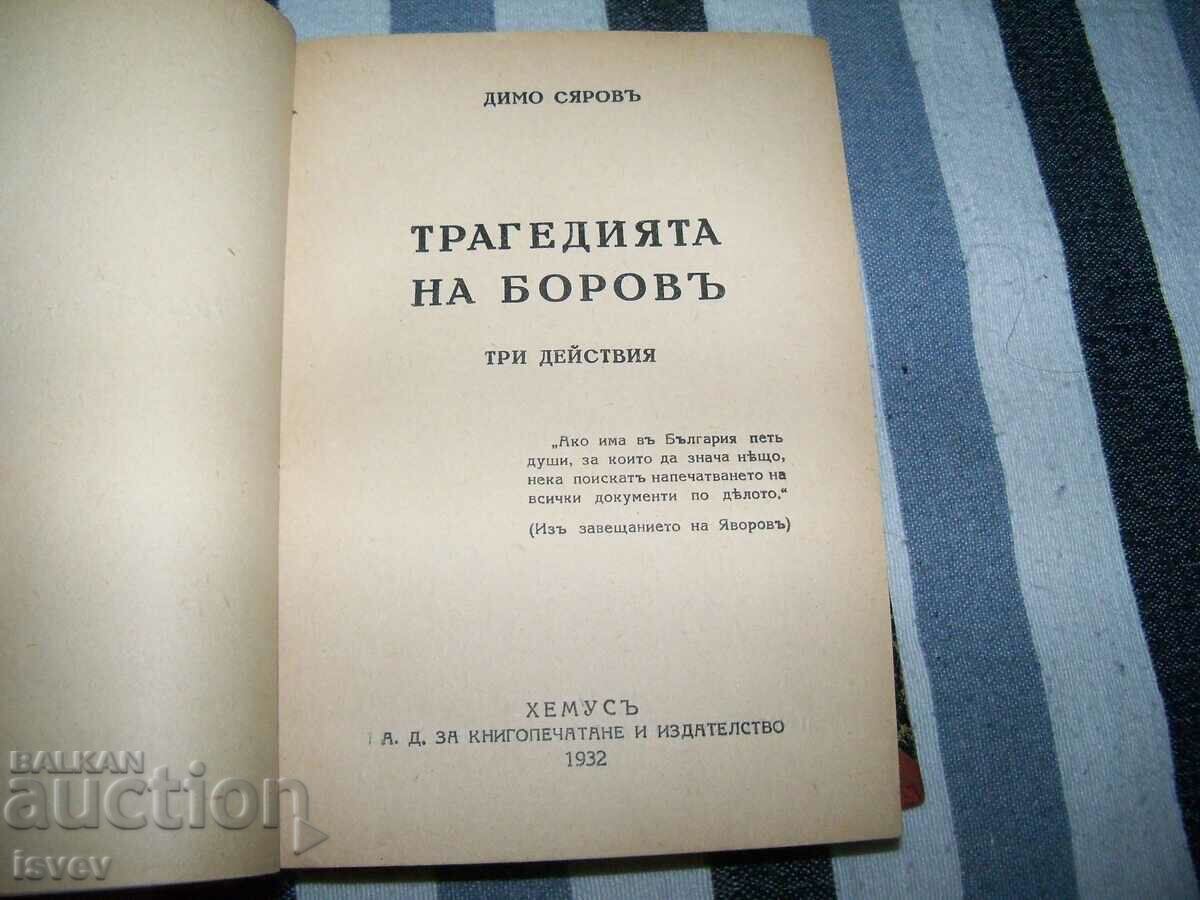 ДИМО СЯРОВЪ
ТРАГЕДИЯТА
НА БОРОВЪ
ТРИ ДЕЙСТВИЯ
„Ако има въ България петь
души, за които да знача нѣщо,
нека поискатъ напечатването на
всички документи по дѣлото.“
(Изъ завещанието на Яворовъ)
ХЕМУСЪ
А. Д. ЗА КНИГОПЕЧАТАНЕ И ИЗДАТЕЛСТВО
1932
BALKAN
auction
isvev